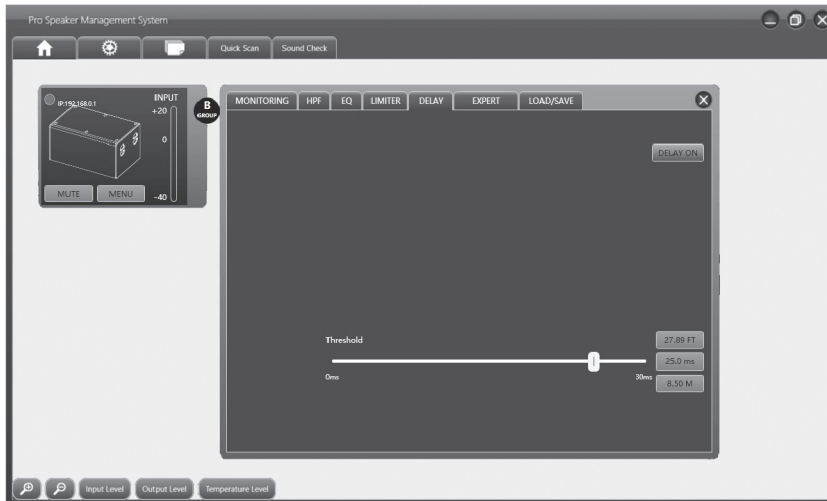 Pro Speaker Management System
Quick Scan
Sound Check
IP:192.168.0.1
INPUT
+20
0
-40
MUTE
MENU
B
GROUP
MONITORING
HPF
EQ
LIMITER
DELAY
EXPERT
LOAD/SAVE
DELAY ON
Threshold
0ms
30ms
27.89 FT
25.0 ms
8.50 M
Input Level
Output Level
Temperature Level